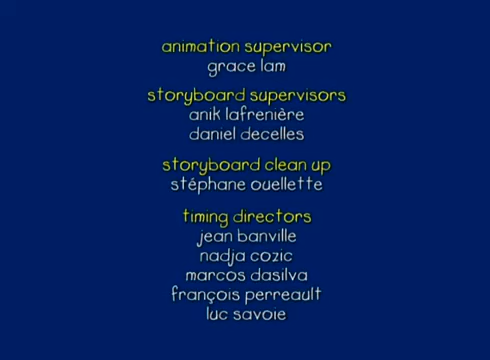 animation supervisor
grace lam
storyboard supervisors
anik lafrenière
daniel decelles
storyboard clean up
stéphane ouellette
timing directors
jean banville
nadja cozic
marcos dasilva
françois perreault
luc savoie